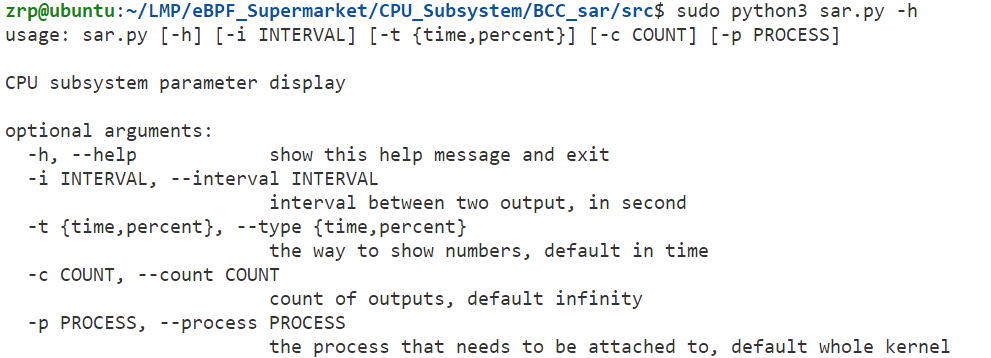 zrp@ubuntu:~/LMP/eBPF_Supermarket/CPU_Subsystem/BCC_sar/src$ sudo python3 sar.py -h
usage: sar.py [-h] [-i INTERVAL] [-t {time,percent}] [-c COUNT] [-p PROCESS]
CPU subsystem parameter display
optional arguments:
-h, --help show this help message and exit
-i INTERVAL, --interval INTERVAL
interval between two output, in second
-t {time,percent}, --type {time,percent}
the way to show numbers, default in time
-c COUNT, --count COUNT
count of outputs, default infinity
-p PROCESS, --process PROCESS
the process that needs to be attached to, default whole kernel